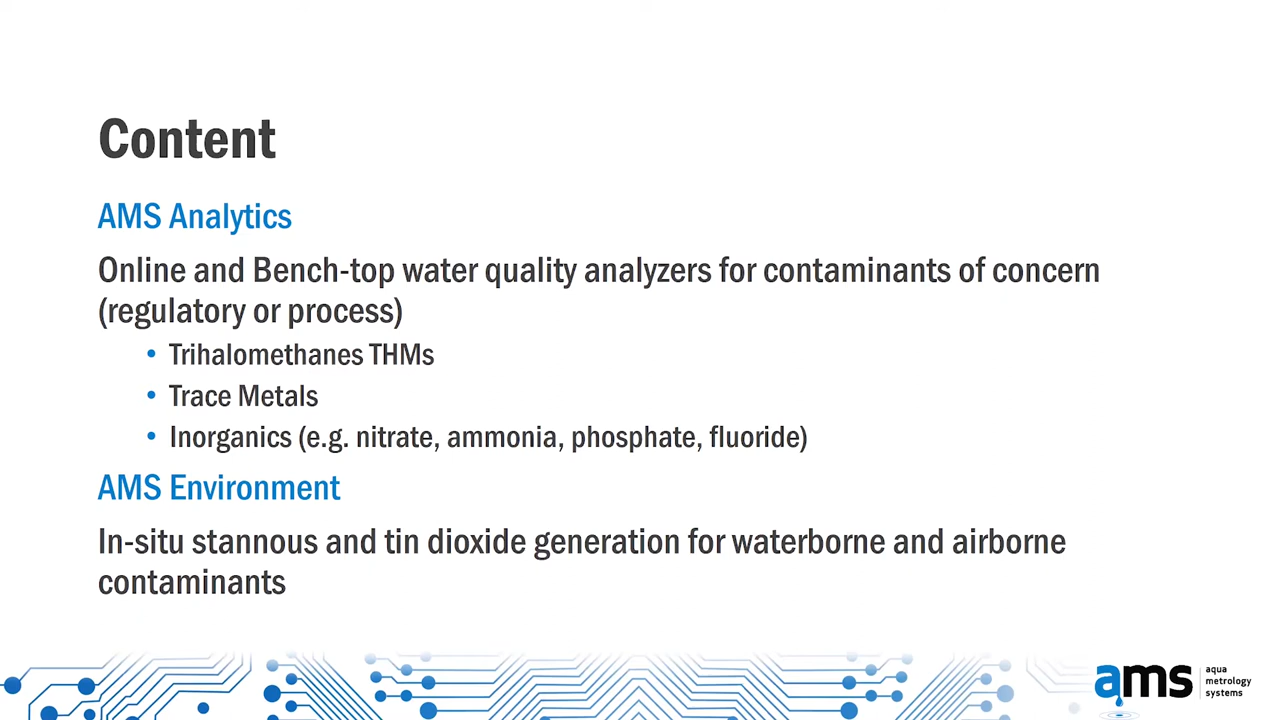 Content
AMS Analytics
Online and Bench-top water quality analyzers for contaminants of concern
(regulatory or process)
• Trihalomethanes THMs
• Trace Metals
• Inorganics (e.g. nitrate, ammonia, phosphate, fluoride)
AMS Environment
In-situ stannous and tin dioxide generation for waterborne and airborne
contaminants
ams
aqua
metrology
systems